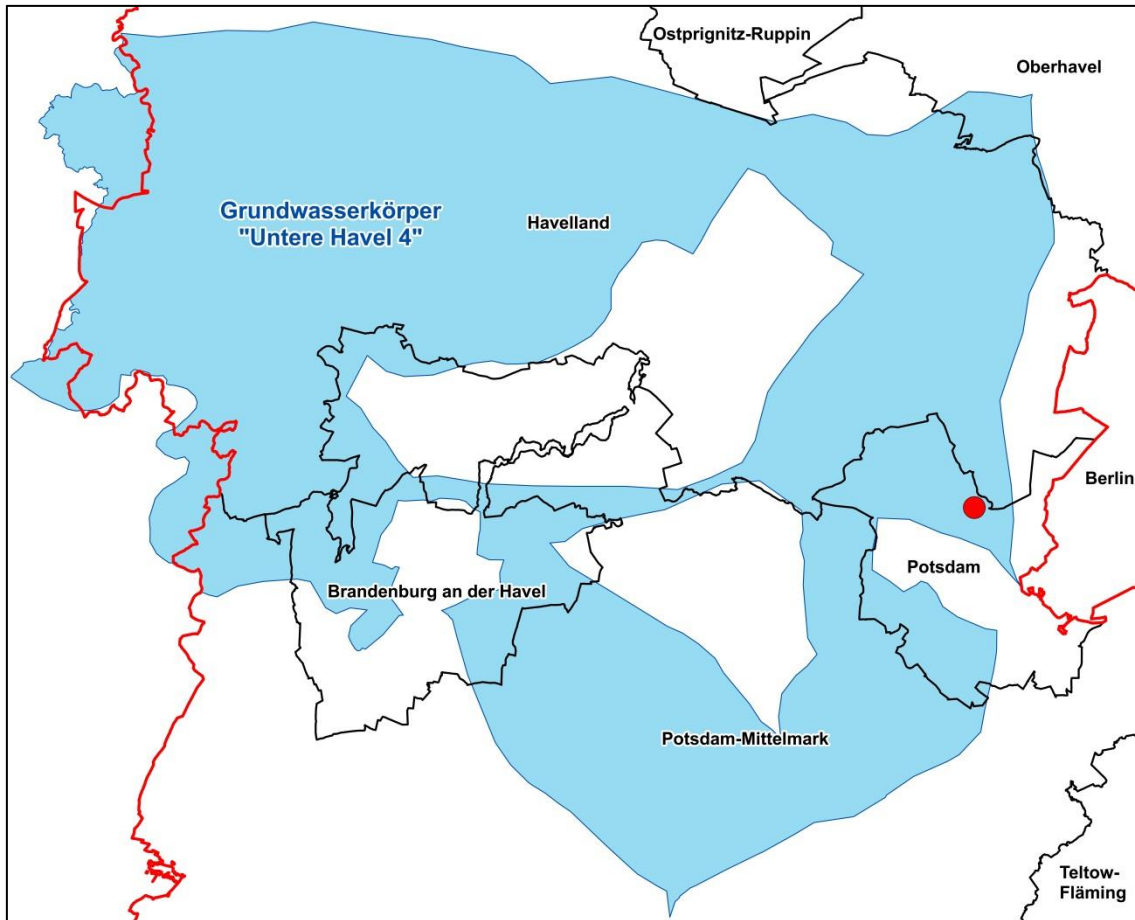 Ostprignitz-Ruppin
Oberhavel
Grundwasserkörper
"Untere Havel 4"
Havelland
Berlin
Potsdam
Brandenburg an der Havel
Potsdam-Mittelmark
Teltow-
Fläming